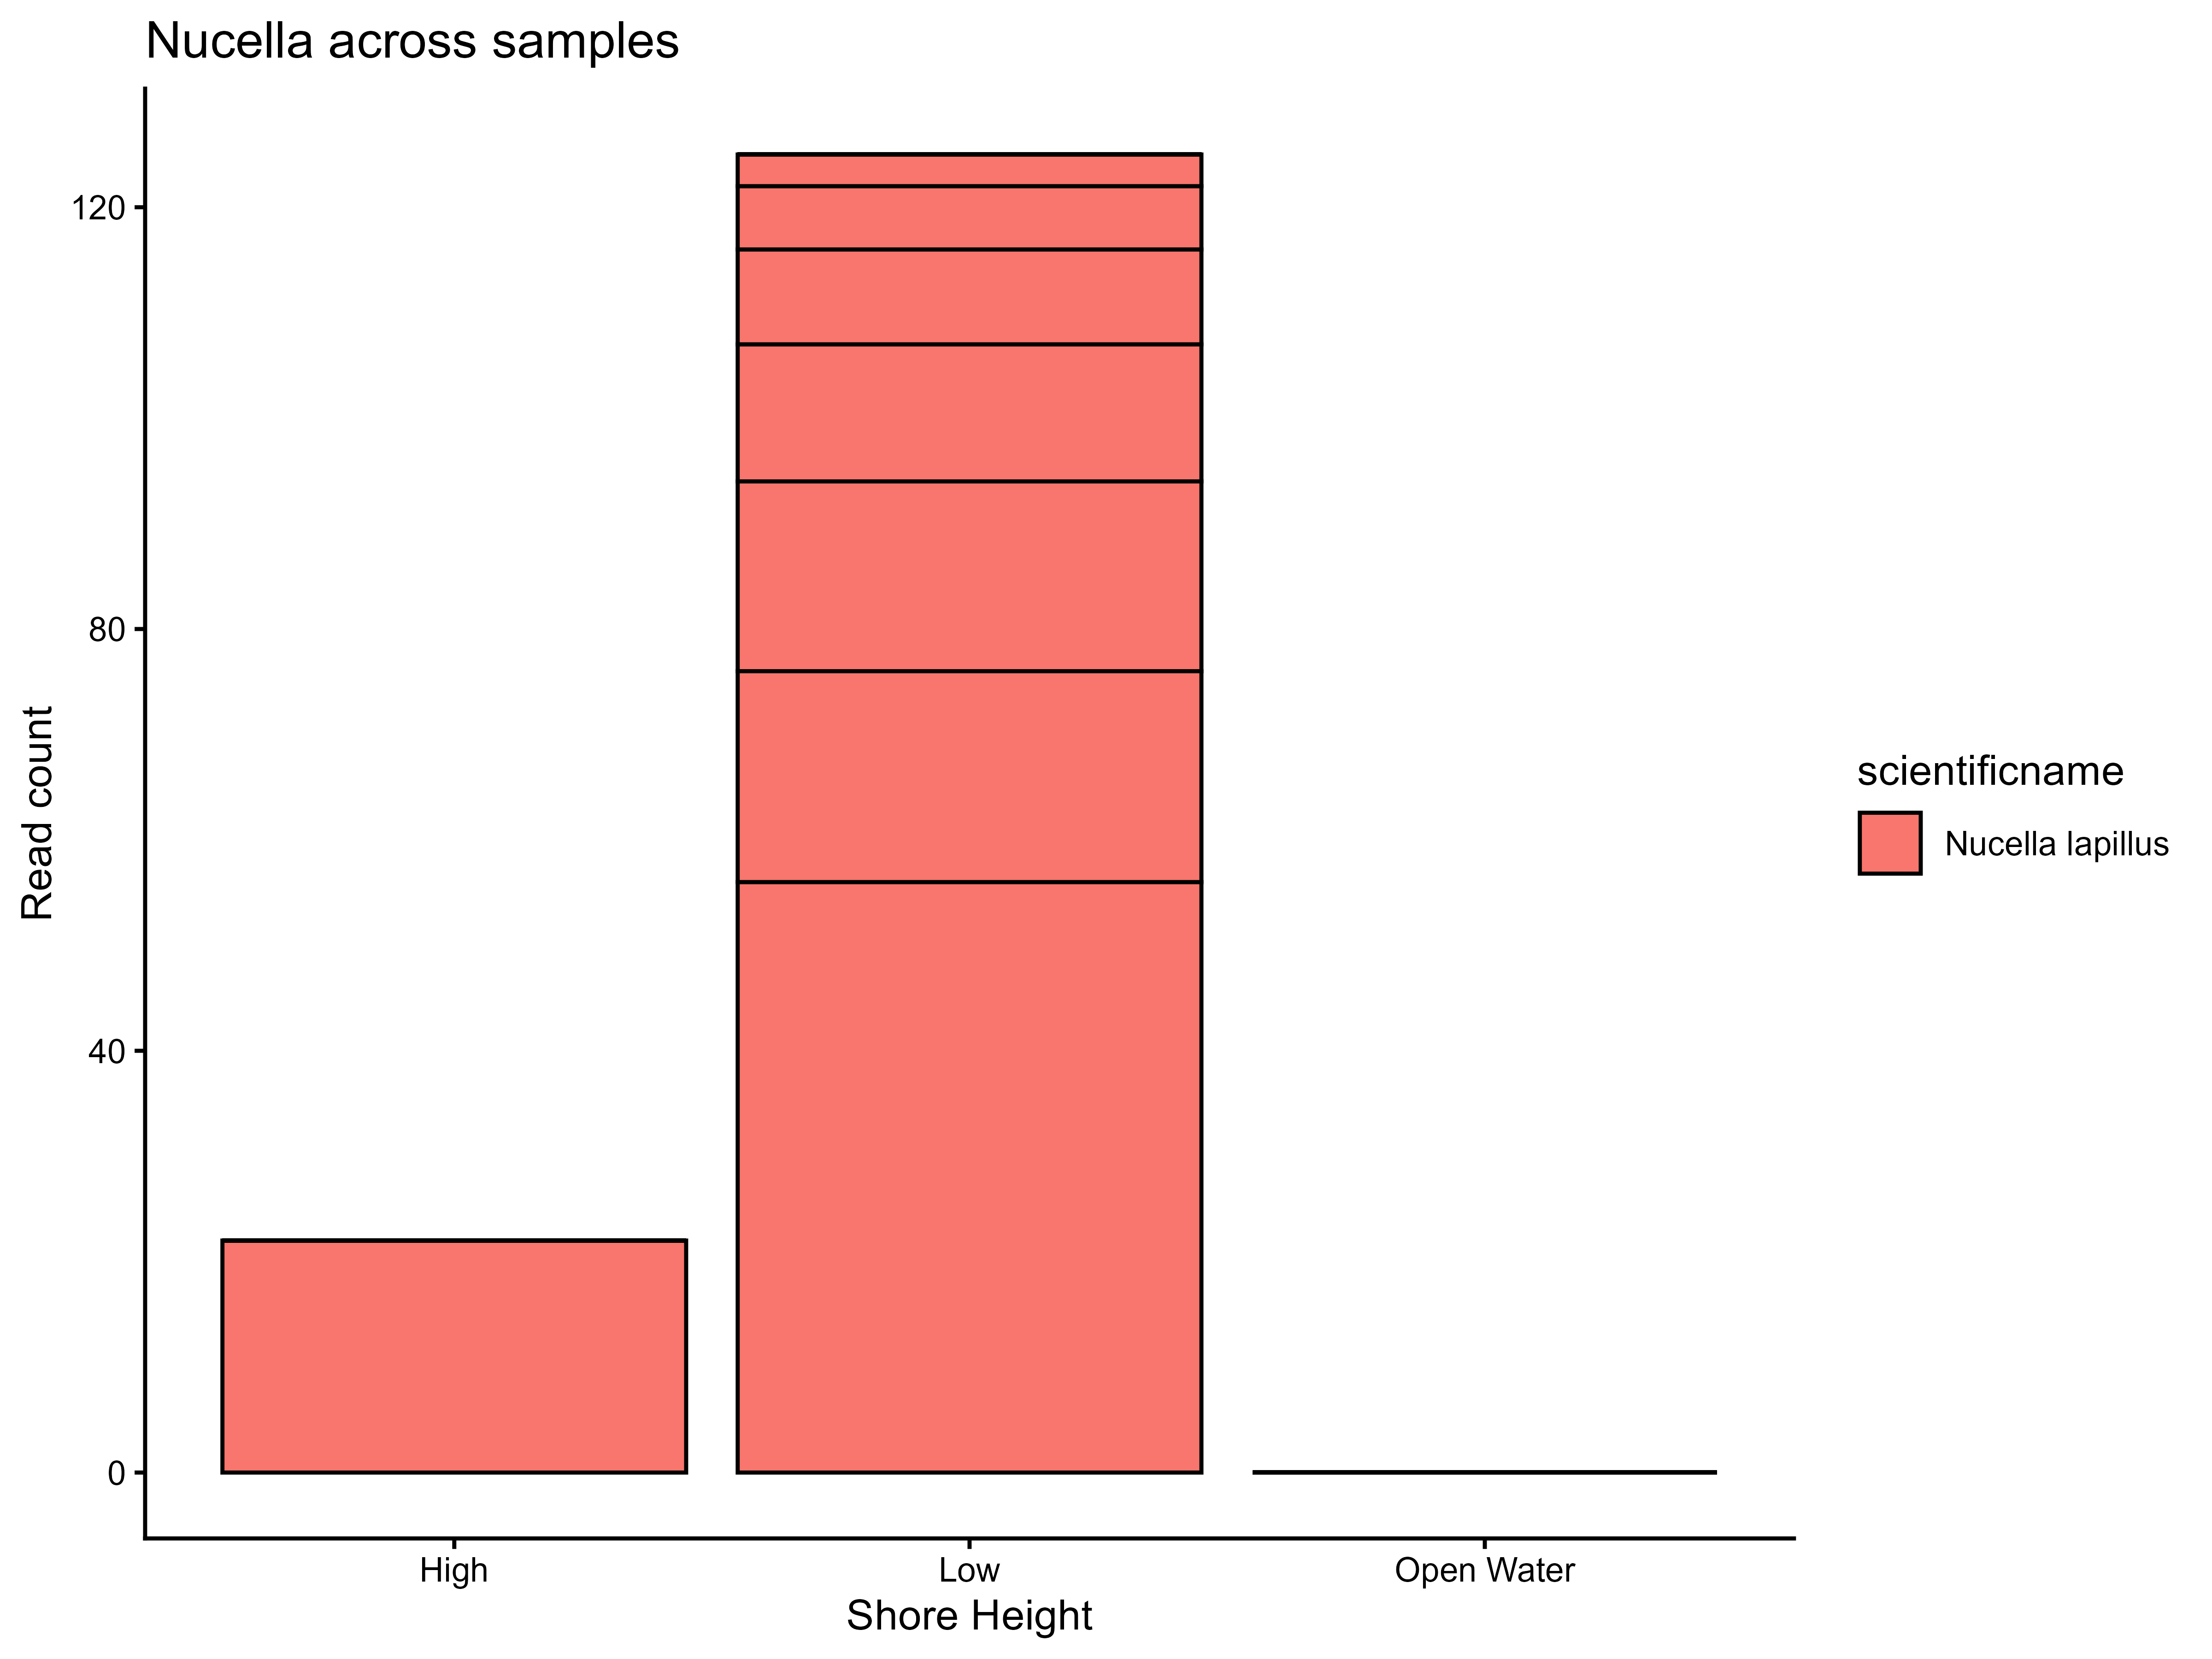 Nucella across samples
120
80
40
0
Read count
High
Low
Open Water
Shore Height
scientificname
Nucella lapillus